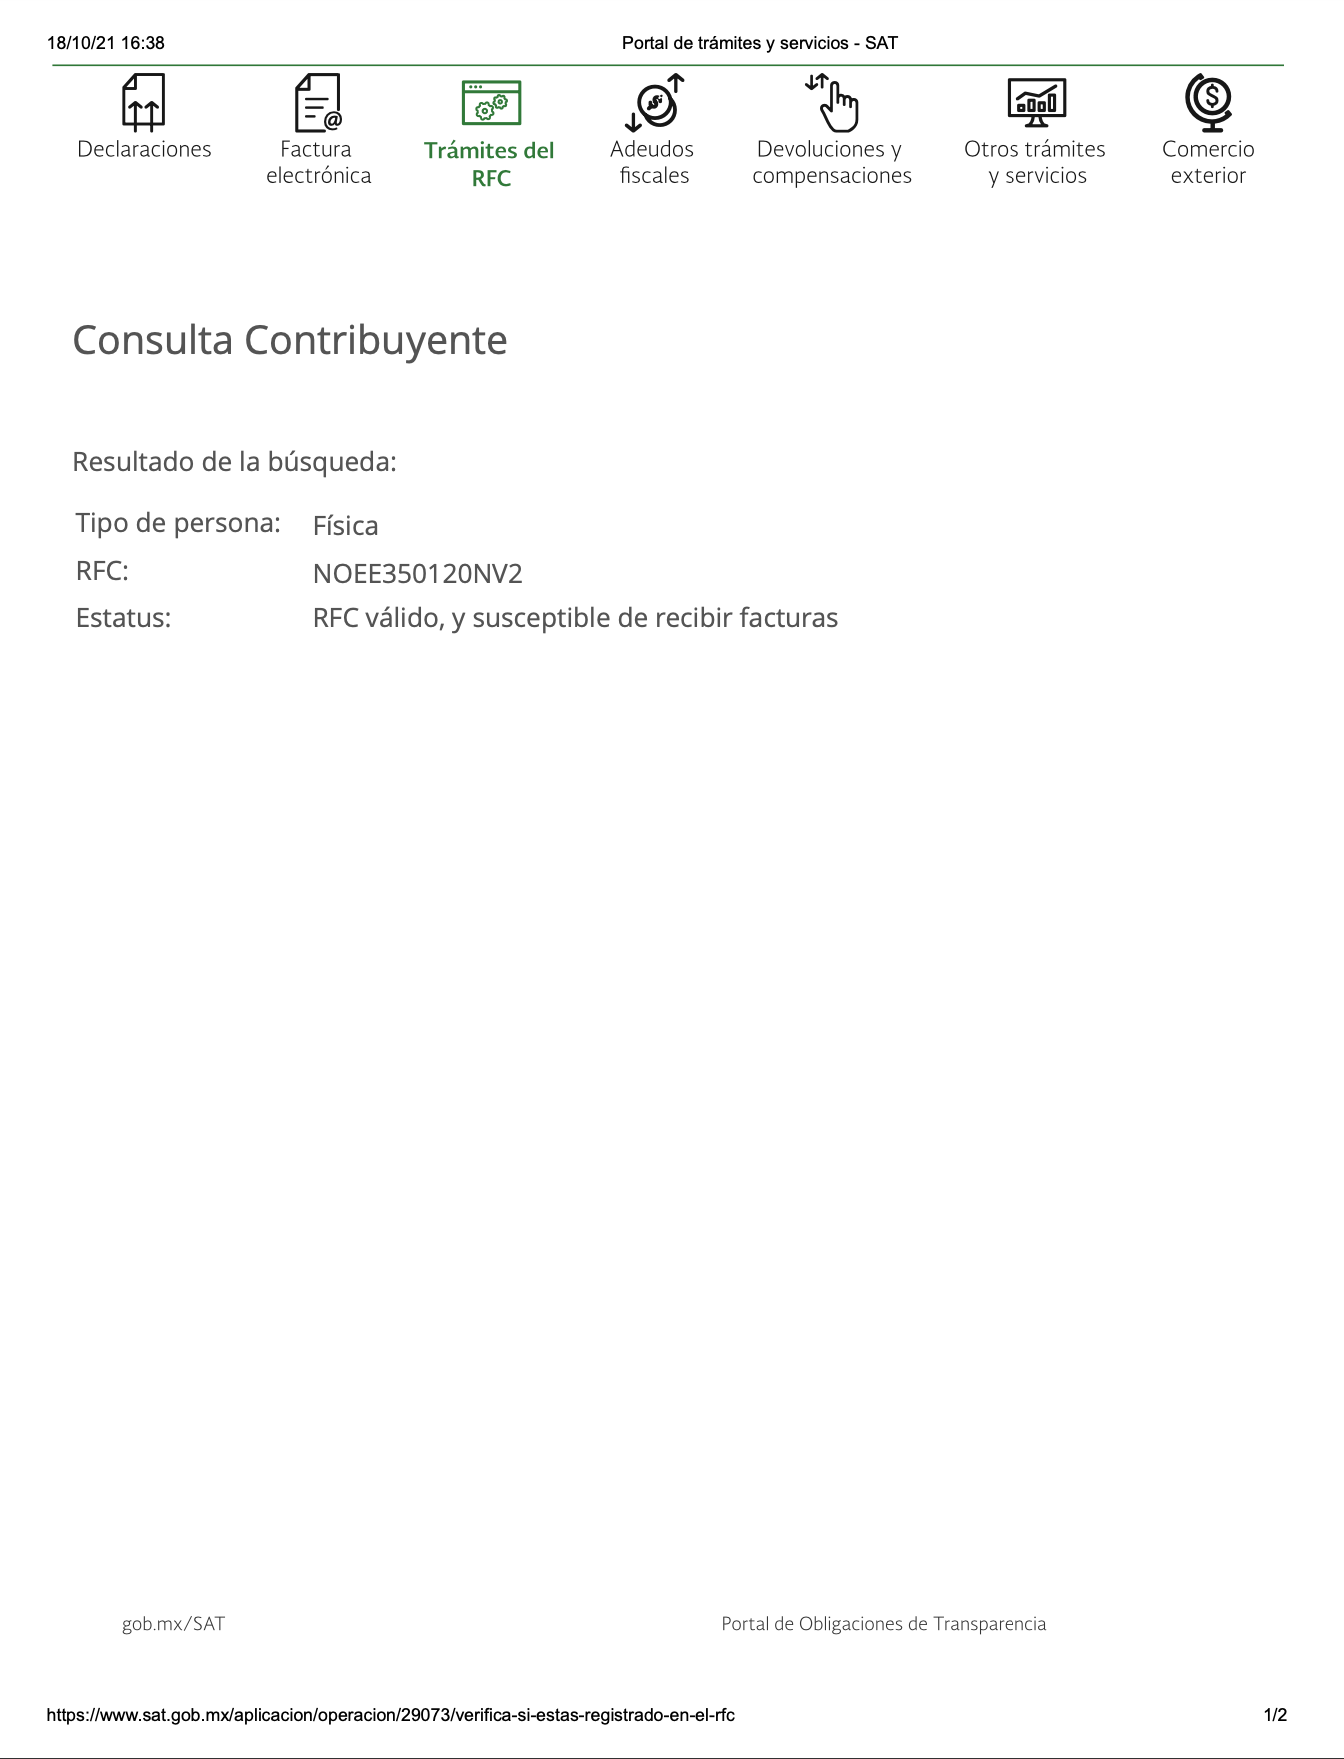 18/10/21 16:38 Portal de trámites y servicios - SAT
Declaraciones Factura electrónica Trámites del RFC Adeudos fiscales Devoluciones y compensaciones Otros trámites y servicios Comercio exterior
Consulta Contribuyente
Resultado de la búsqueda:
Tipo de persona: Física
RFC: NOEE350120NV2
Estatus: RFC válido, y susceptible de recibir facturas
gob.mx/SAT Portal de Obligaciones de Transparencia
https://www.sat.gob.mx/aplicacion/operacion/29073/verifica-si-estas-registrado-en-el-rfc 1/2